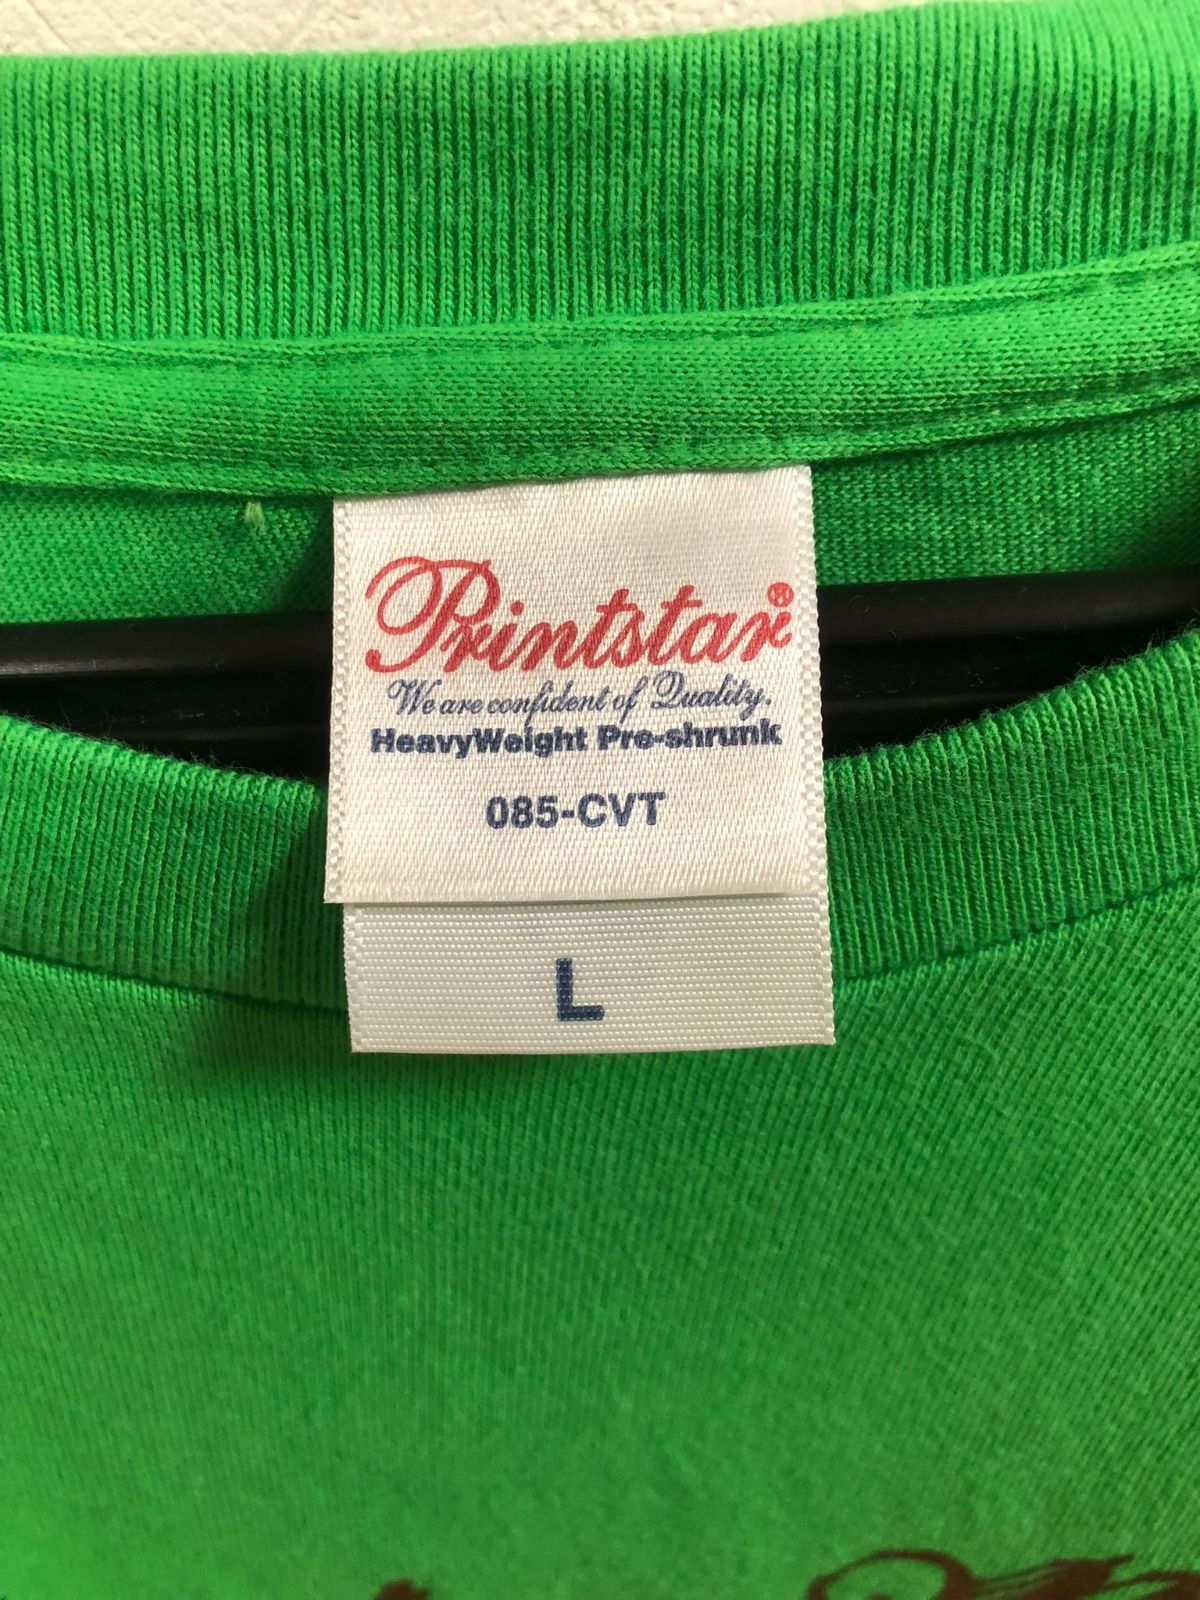 Printstar®
We are confident of Quality.
HeavyWeight Pre-shrunk
085-CVT
L